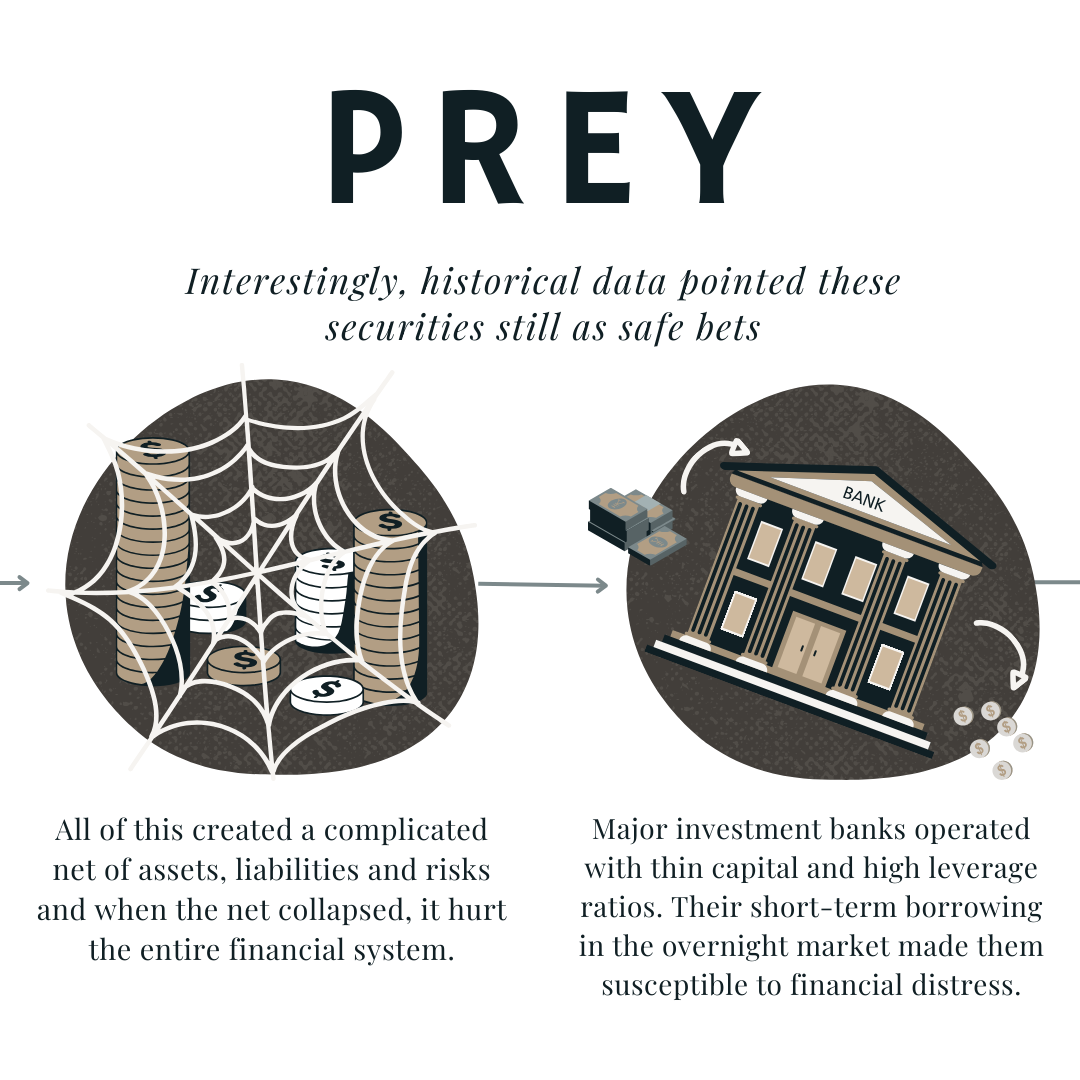 PREY
Interestingly, historical data pointed these
securities still as safe bets
$
$
$
$
$
$
BANK
$
$
$
$
$
$
All of this created a complicated
net of assets, liabilities and risks
and when the net collapsed, it hurt
the entire financial system.
Major investment banks operated
with thin capital and high leverage
ratios. Their short-term borrowing
in the overnight market made them
susceptible to financial distress.